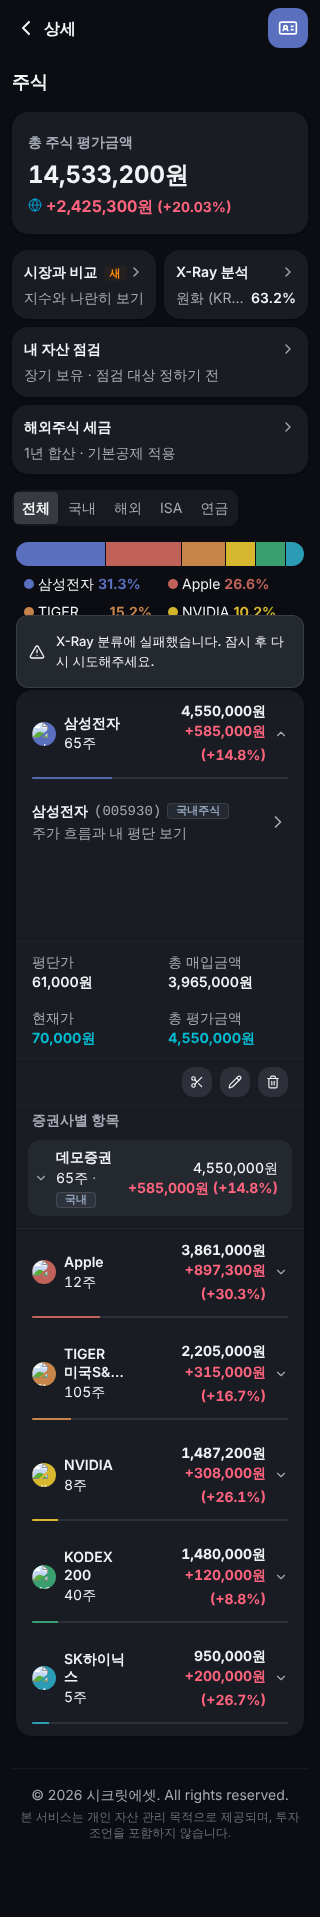 상세
주식
총 주식 평가금액
14,533,200원
+2,425,300원 (+20.03%)
시장과 비교 새
지수와 나란히 보기
X-Ray 분석
원화 (KR... 63.2%
내 자산 점검
장기 보유 · 점검 대상 정하기 전
해외주식 세금
1년 합산 · 기본공제 적용
전체 국내 해외 ISA 연금
삼성전자 31.3% Apple 26.6%
TIGER 15.2% NVIDIA 10.2%
X-Ray 분류에 실패했습니다. 잠시 후 다
시 시도해주세요.
삼성전자
65주
4,550,000원
+585,000원
(+14.8%)
삼성전자 (005930) 국내주식
주가 흐름과 내 평단 보기
평단가
61,000원
총 매입금액
3,965,000원
현재가
70,000원
총 평가금액
4,550,000원
증권사별 항목
데모증권
65주 ·
국내
4,550,000원
+585,000원 (+14.8%)
Apple
12주
3,861,000원
+897,300원
(+30.3%)
TIGER
미국S&...
105주
2,205,000원
+315,000원
(+16.7%)
NVIDIA
8주
1,487,200원
+308,000원
(+26.1%)
KODEX
200
40주
1,480,000원
+120,000원
(+8.8%)
SK하이닉
스
5주
950,000원
+200,000원
(+26.7%)
© 2026 시크릿에셋. All rights reserved.
본 서비스는 개인 자산 관리 목적으로 제공되며, 투자
조언을 포함하지 않습니다.